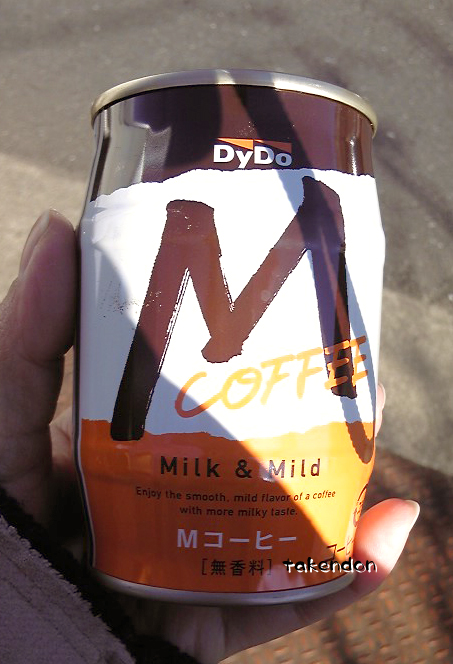 DyDo
M
COFFEE
Milk & Mild
Enjoy the smooth, mild flavor of a coffee
with more milky taste.
Mコーヒー
[無香料]
takendon